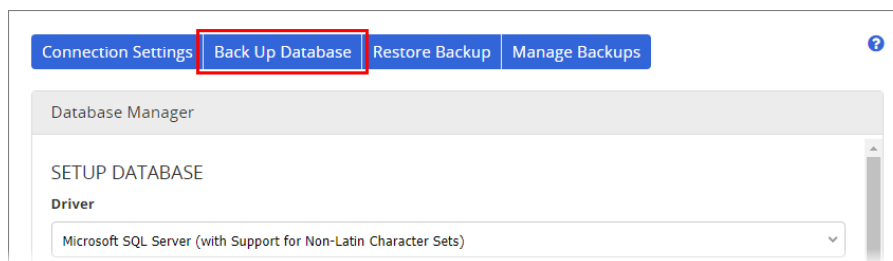 Connection Settings Back Up Database Restore Backup Manage Backups ?
Database Manager
SETUP DATABASE
Driver
Microsoft SQL Server (with Support for Non-Latin Character Sets)